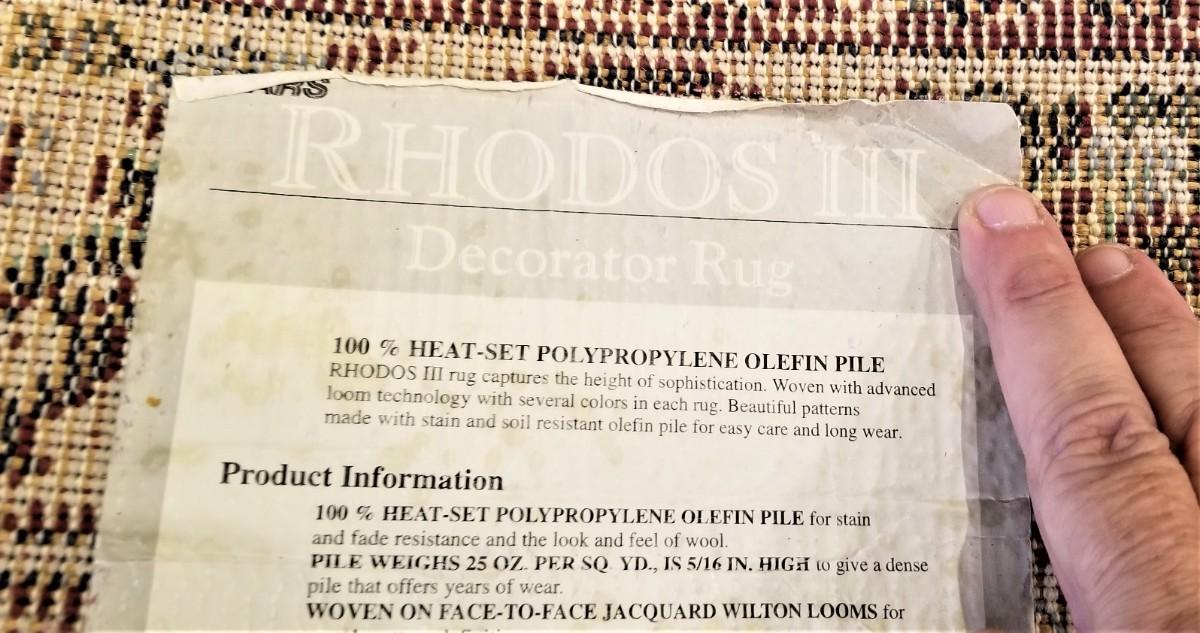 RHODOS III
Decorator Rug
100 % HEAT-SET POLYPROPYLENE OLEFIN PILE
RHODOS III rug captures the height of sophistication. Woven with advanced
loom technology with several colors in each rug. Beautiful patterns
made with stain and soil resistant olefin pile for easy care and long wear.
Product Information
100 % HEAT-SET POLYPROPYLENE OLEFIN PILE for stain
and fade resistance and the look and feel of wool.
PILE WEIGHS 25 OZ. PER SQ. YD., IS 5/16 IN. HIGH to give a dense
pile that offers years of wear.
WOVEN ON FACE-TO-FACE JACQUARD WILTON LOOMS for